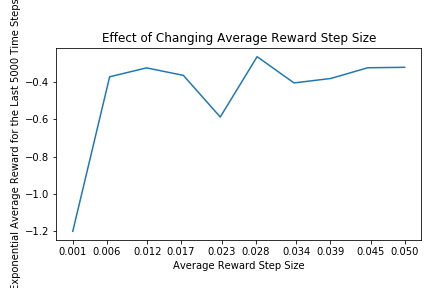 Effect of Changing Average Reward Step Size
Exponential Average Reward for the Last 5000 Time Steps
−0.4
−0.6
−0.8
−1.0
−1.2
0.001 0.006 0.012 0.017 0.023 0.028 0.034 0.039 0.045 0.050
Average Reward Step Size